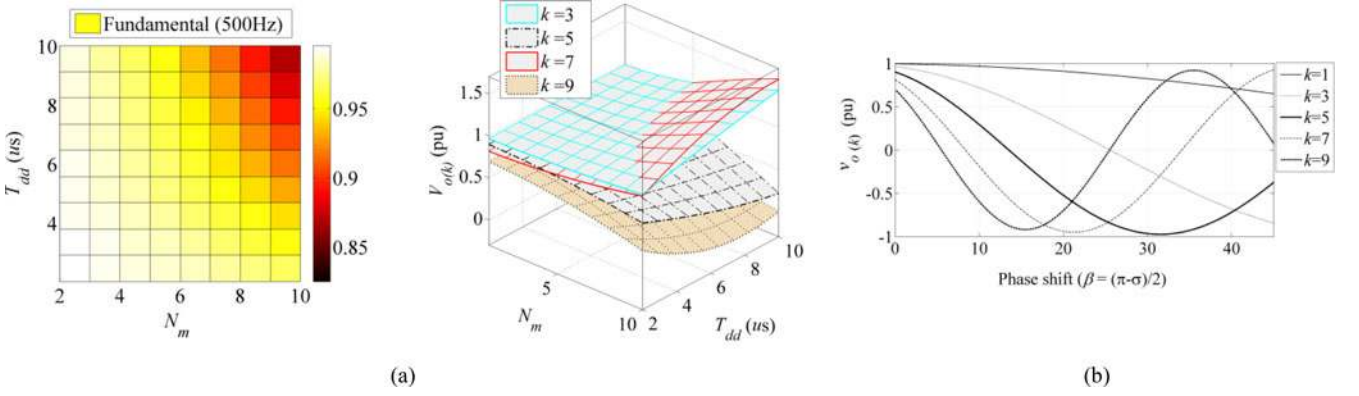 Fundamental (500Hz)
10
8
6
4
T_dd (us)
2 4 6 8 10
N_m
0.95
0.9
0.85
k =3
k =5
k =7
k =9
1.5
1
0.5
0
V_o(k) (pu)
5
10
N_m
2
4
6
8
10
T_dd (us)
(a)
1
0.5
0
-0.5
-1
v_o (k) (pu)
0 10 20 30 40
Phase shift (β = (π-σ)/2)
k=1
k=3
k=5
k=7
k=9
(b)